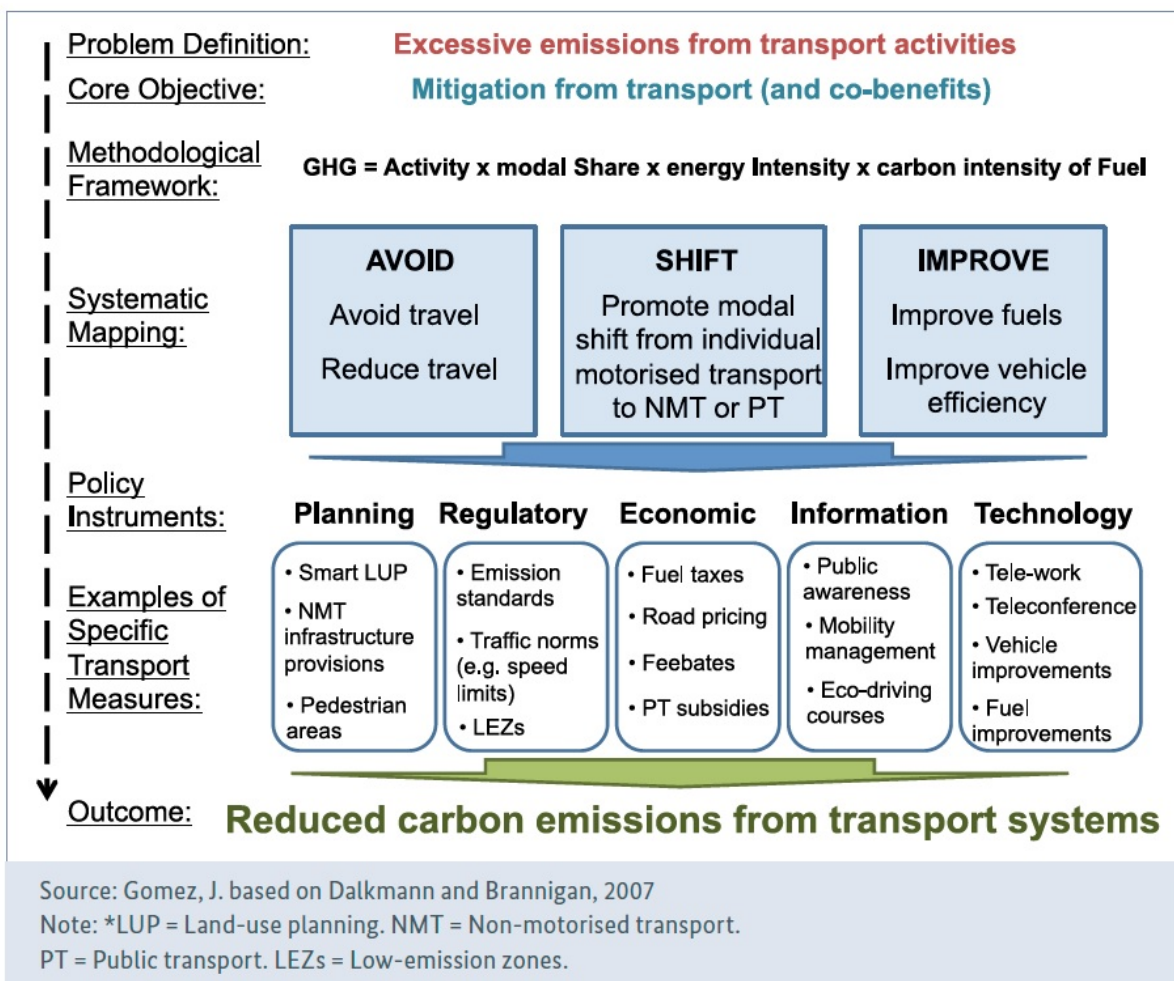 Problem Definition: Excessive emissions from transport activities
Core Objective: Mitigation from transport (and co-benefits)
Methodological
Framework:
GHG = Activity x modal Share x energy Intensity x carbon intensity of Fuel
Systematic
Mapping:
AVOID
Avoid travel
Reduce travel
SHIFT
Promote modal
shift from individual
motorised transport
to NMT or PT
IMPROVE
Improve fuels
Improve vehicle
efficiency
Policy
Instruments:
Planning Regulatory Economic Information Technology
Examples of
Specific
Transport
Measures:
• Smart LUP
• NMT
infrastructure
provisions
• Pedestrian
areas
• Emission
standards
• Traffic norms
(e.g. speed
limits)
• LEZs
• Fuel taxes
• Road pricing
• Feebates
• PT subsidies
• Public
awareness
• Mobility
management
• Eco-driving
courses
• Tele-work
• Teleconference
• Vehicle
improvements
• Fuel
improvements
Outcome: Reduced carbon emissions from transport systems
Source: Gomez, J. based on Dalkmann and Brannigan, 2007
Note: *LUP = Land-use planning. NMT = Non-motorised transport.
PT = Public transport. LEZs = Low-emission zones.